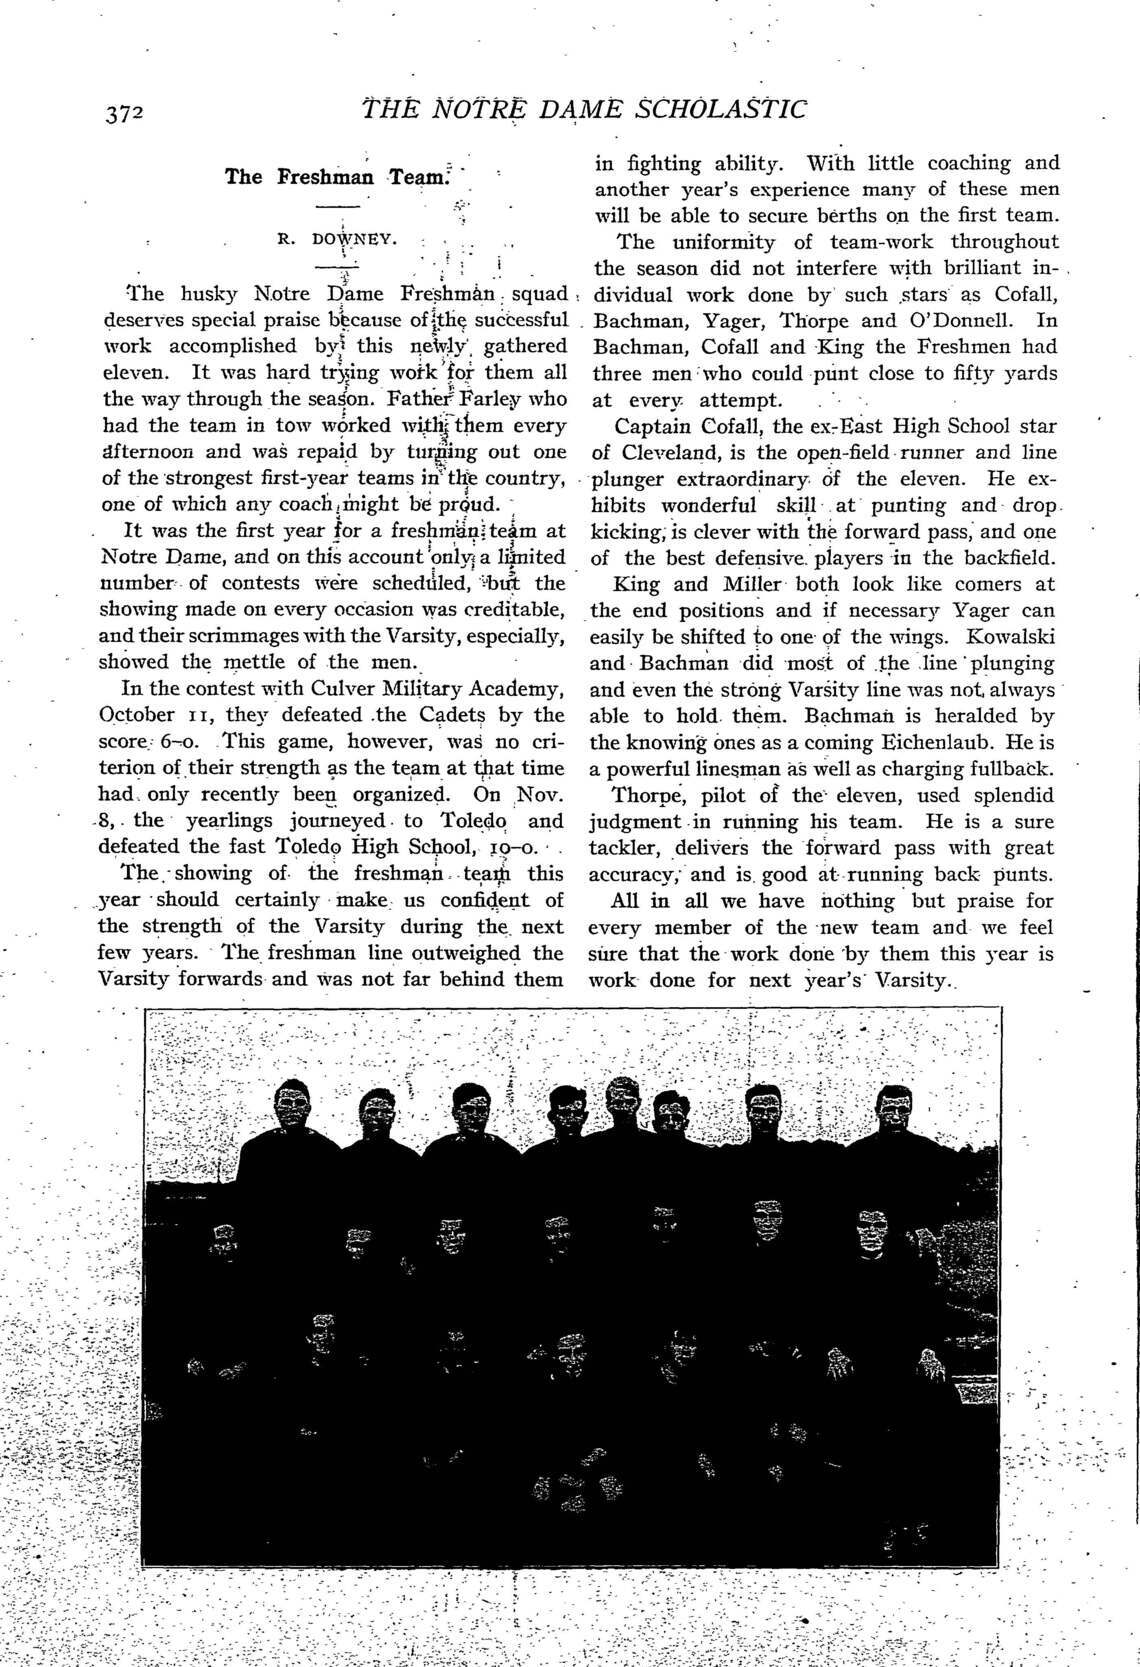 372
THE NOTRE DAME SCHOLASTIC
The Freshman Team.
R. DOWNEY.
The husky Notre Dame Freshman squad
deserves special praise because of the successful
work accomplished by this newly gathered
eleven. It was hard trying work for them all
the way through the season. Father Farley who
had the team in tow worked with them every
afternoon and was repaid by turning out one
of the strongest first-year teams in the country,
one of which any coach might be proud.
It was the first year for a freshman team at
Notre Dame, and on this account only a limited
number of contests were scheduled, but the
showing made on every occasion was creditable,
and their scrimmages with the Varsity, especially,
showed the mettle of the men.
In the contest with Culver Military Academy,
October 11, they defeated the Cadets by the
score 6-0. This game, however, was no cri-
terion of their strength as the team at that time
had only recently been organized. On Nov.
8, the yearlings journeyed to Toledo and
defeated the fast Toledo High School, 19-0.
The showing of the freshman team this
year should certainly make us confident of
the strength of the Varsity during the next
few years. The freshman line outweighed the
Varsity forwards and was not far behind them
in fighting ability. With little coaching and
another year's experience many of these men
will be able to secure berths on the first team.
The uniformity of team-work throughout
the season did not interfere with brilliant in-
dividual work done by such stars as Cofall,
Bachman, Yager, Thorpe and O'Donnell. In
Bachman, Cofall and King the Freshmen had
three men who could punt close to fifty yards
at every attempt.
Captain Cofall, the ex-East High School star
of Cleveland, is the open-field runner and line
plunger extraordinary of the eleven. He ex-
hibits wonderful skill at punting and drop
kicking, is clever with the forward pass, and one
of the best defensive players in the backfield.
King and Miller both look like comers at
the end positions and if necessary Yager can
easily be shifted to one of the wings. Kowalski
and Bachman did most of the line plunging
and even the strong Varsity line was not always
able to hold them. Bachman is heralded by
the knowing ones as a coming Eichenlaub. He is
a powerful linesman as well as charging fullback.
Thorpe, pilot of the eleven, used splendid
judgment in running his team. He is a sure
tackler, delivers the forward pass with great
accuracy, and is good at running back punts.
All in all we have nothing but praise for
every member of the new team and we feel
sure that the work done by them this year is
work done for next year's Varsity.